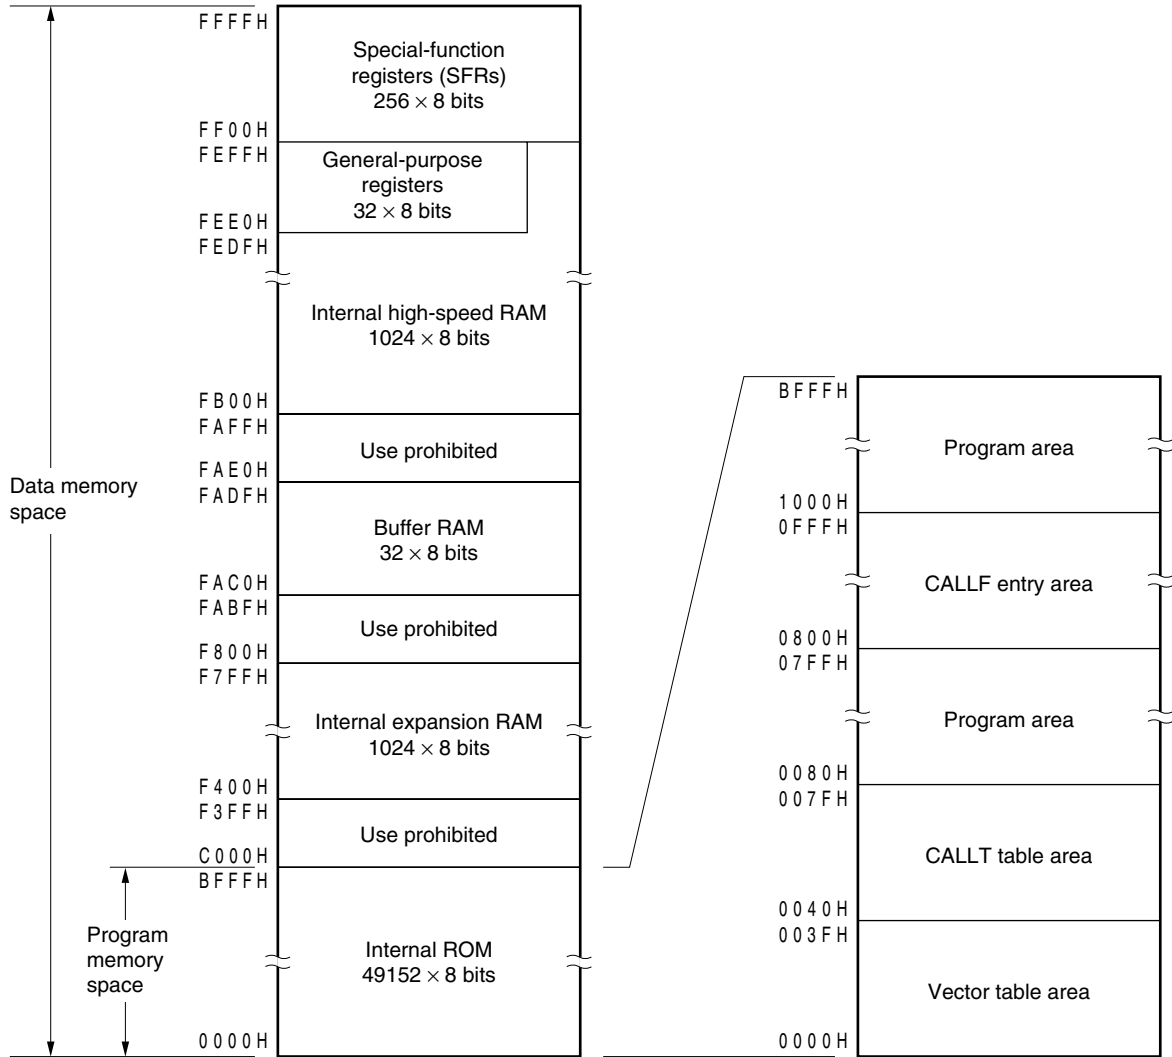 FFFFH
Special-function
registers (SFRs)
256 × 8 bits
FF00H
FEFFH
General-purpose
registers
32 × 8 bits
FEE0H
FEDFH
Internal high-speed RAM
1024 × 8 bits
FB00H
FAFFH
Use prohibited
FAE0H
FADFH
Data memory
space
Buffer RAM
32 × 8 bits
FAC0H
FABFH
Use prohibited
F800H
F7FFH
Internal expansion RAM
1024 × 8 bits
F400H
F3FFH
Use prohibited
C000H
BFFFH
Program
memory
space
Internal ROM
49152 × 8 bits
0000H
BFFFH
Program area
1000H
0FFFH
CALLF entry area
0800H
07FFH
Program area
0080H
007FH
CALLT table area
0040H
003FH
Vector table area
0000H